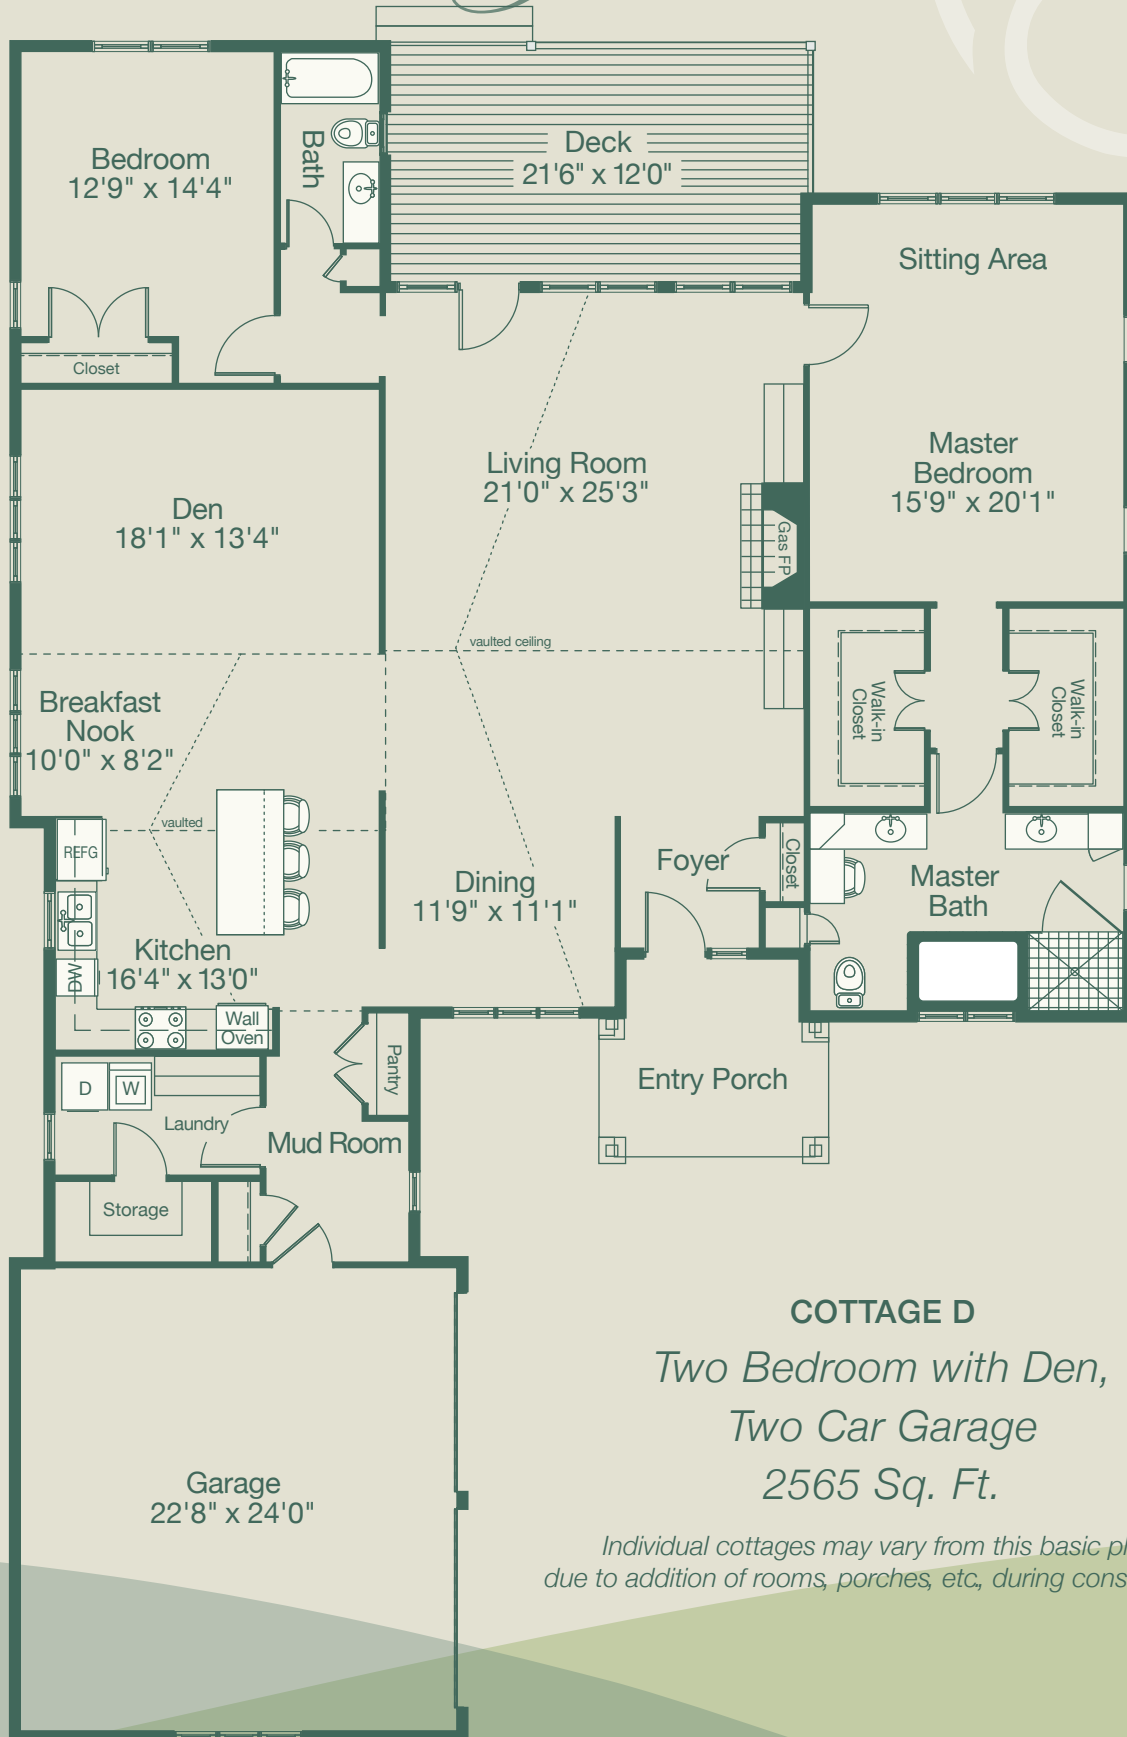 Bedroom
12'9" x 14'4"
Bath
Deck
21'6" x 12'0"
Sitting Area
Closet
Den
18'1" x 13'4"
Living Room
21'0" x 25'3"
Gas FP
Master
Bedroom
15'9" x 20'1"
vaulted ceiling
Breakfast
Nook
10'0" x 8'2"
Walk-in
Closet
Walk-in
Closet
vaulted
REFG
Foyer
Closet
Dining
11'9" x 11'1"
Master
Bath
Kitchen
16'4" x 13'0"
DW
Wall
Oven
Pantry
Entry Porch
D
W
Laundry
Mud Room
Storage
Garage
22'8" x 24'0"
COTTAGE D
Two Bedroom with Den,
Two Car Garage
2565 Sq. Ft.
Individual cottages may vary from this basic pl
due to addition of rooms, porches, etc., during cons